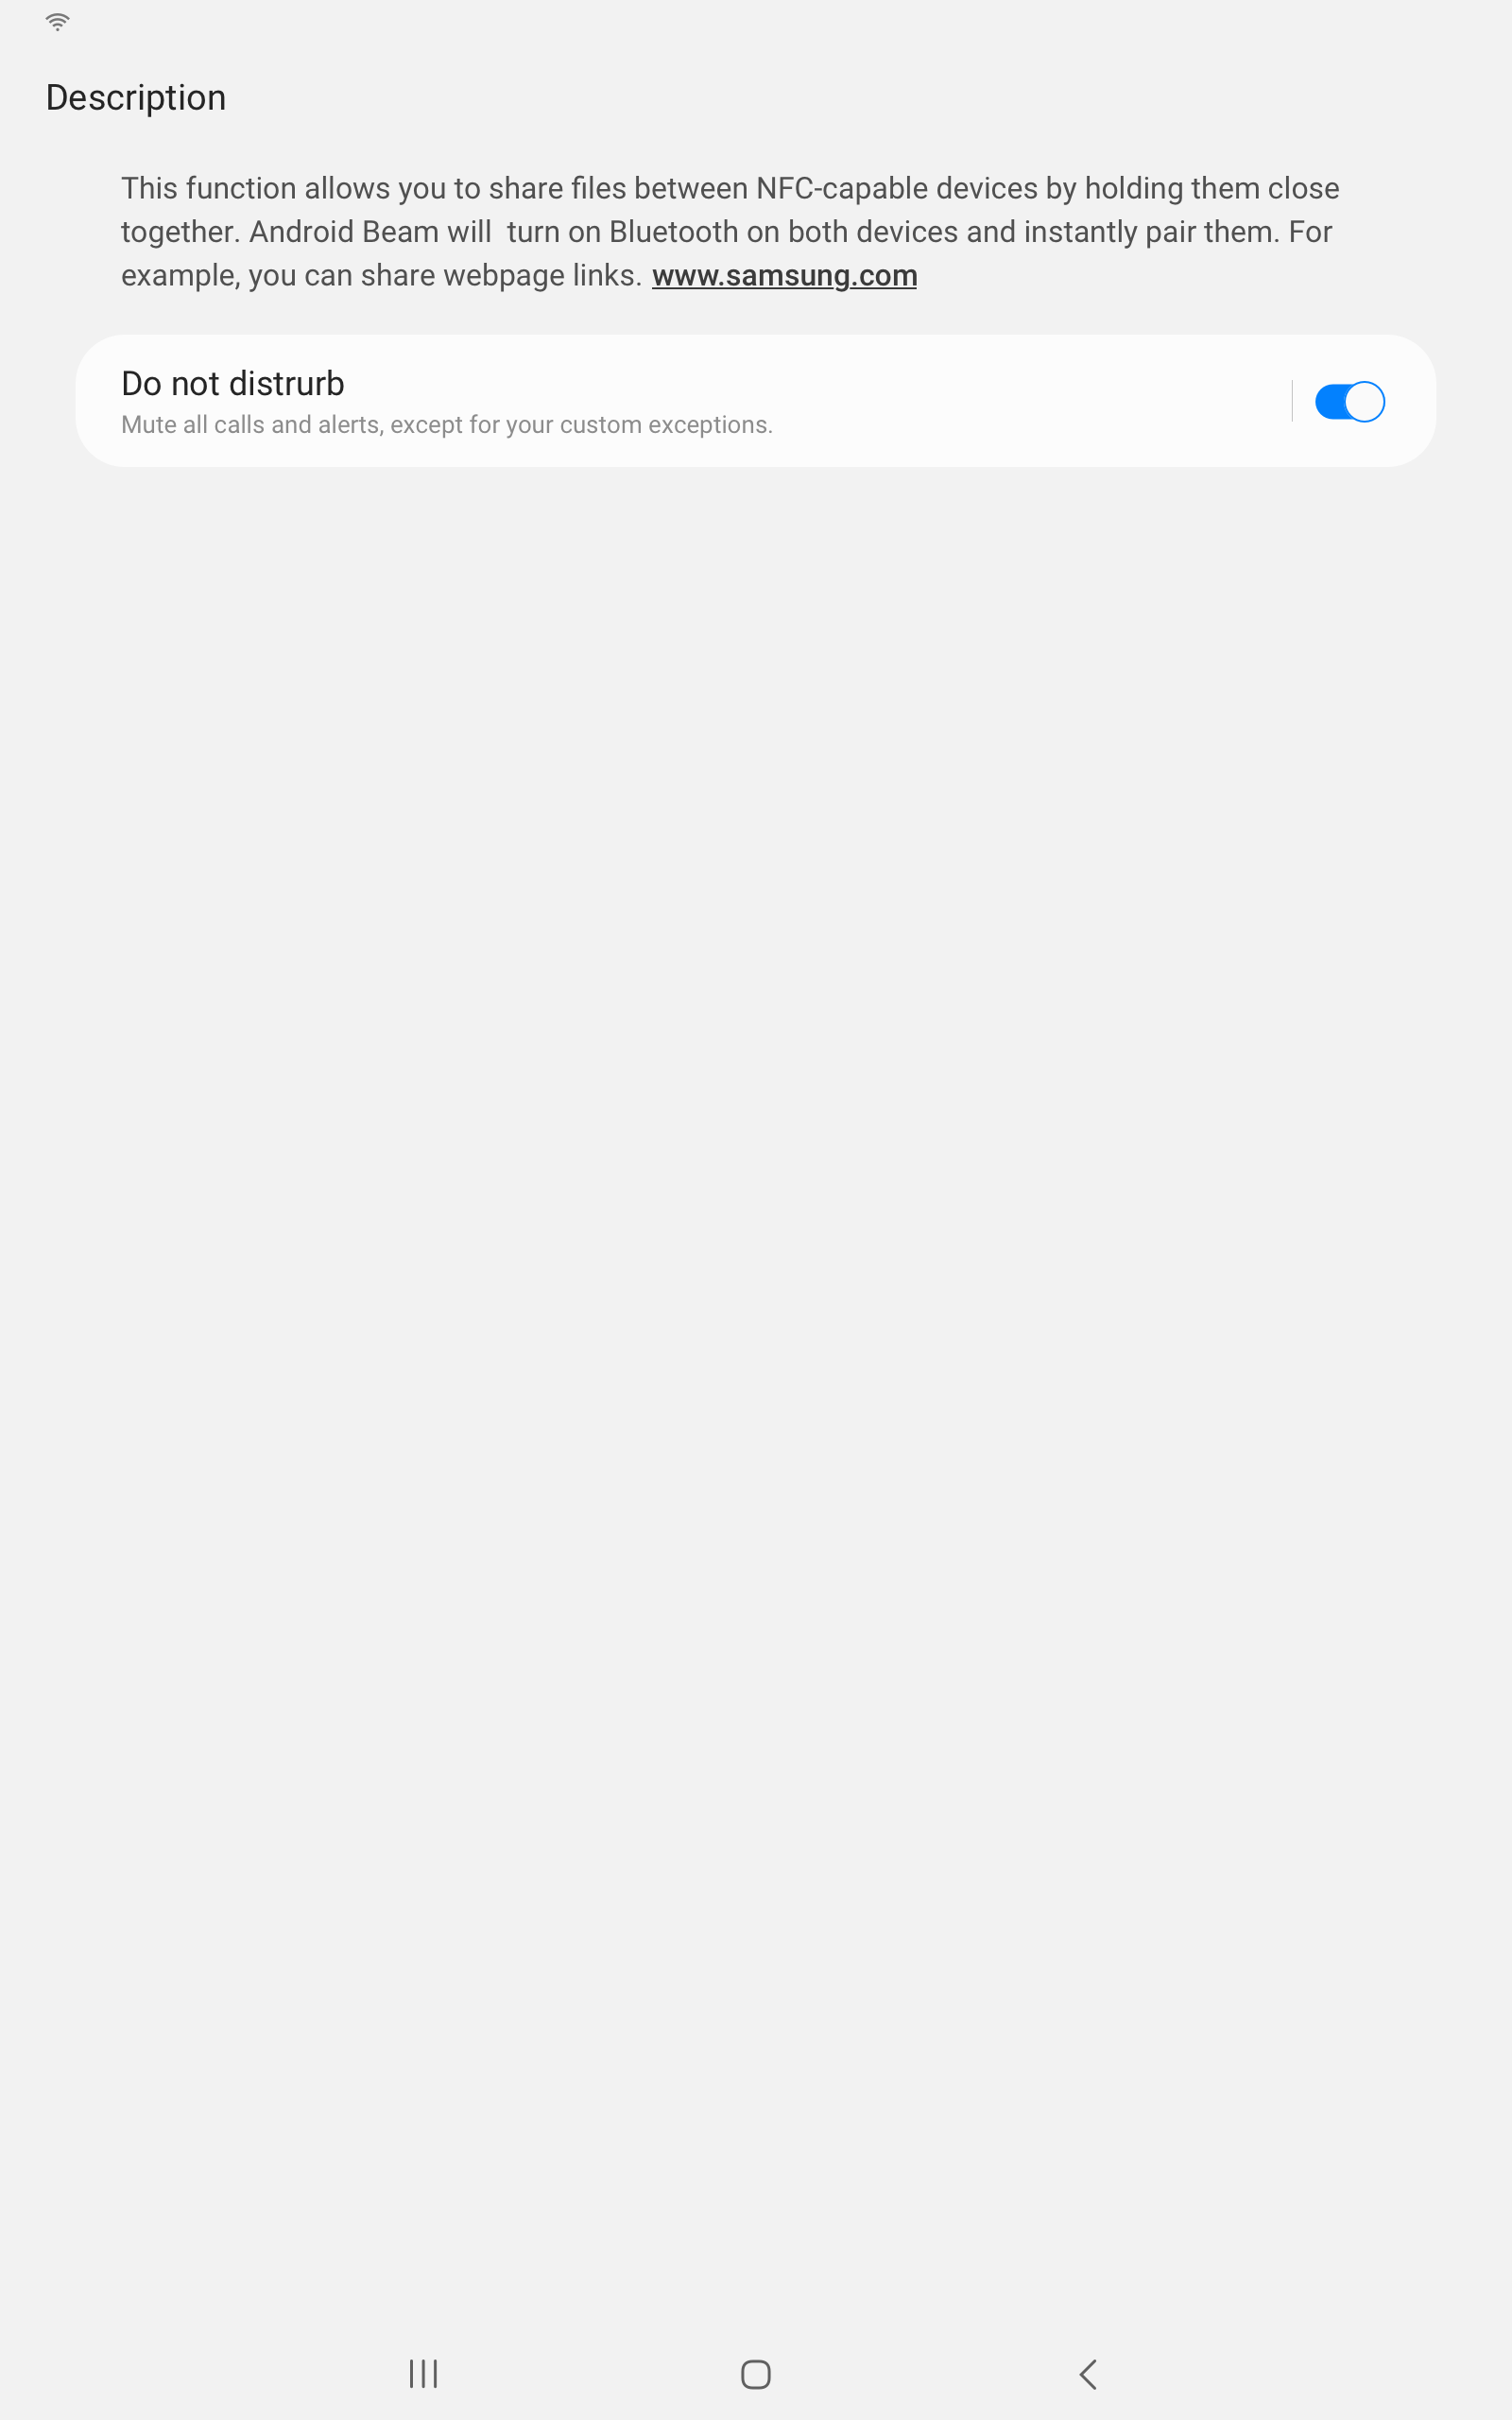 Description
This function allows you to share files between NFC-capable devices by holding them close
together. Android Beam will  turn on Bluetooth on both devices and instantly pair them. For
example, you can share webpage links. www.samsung.com
Do not distrurb
Mute all calls and alerts, except for your custom exceptions.